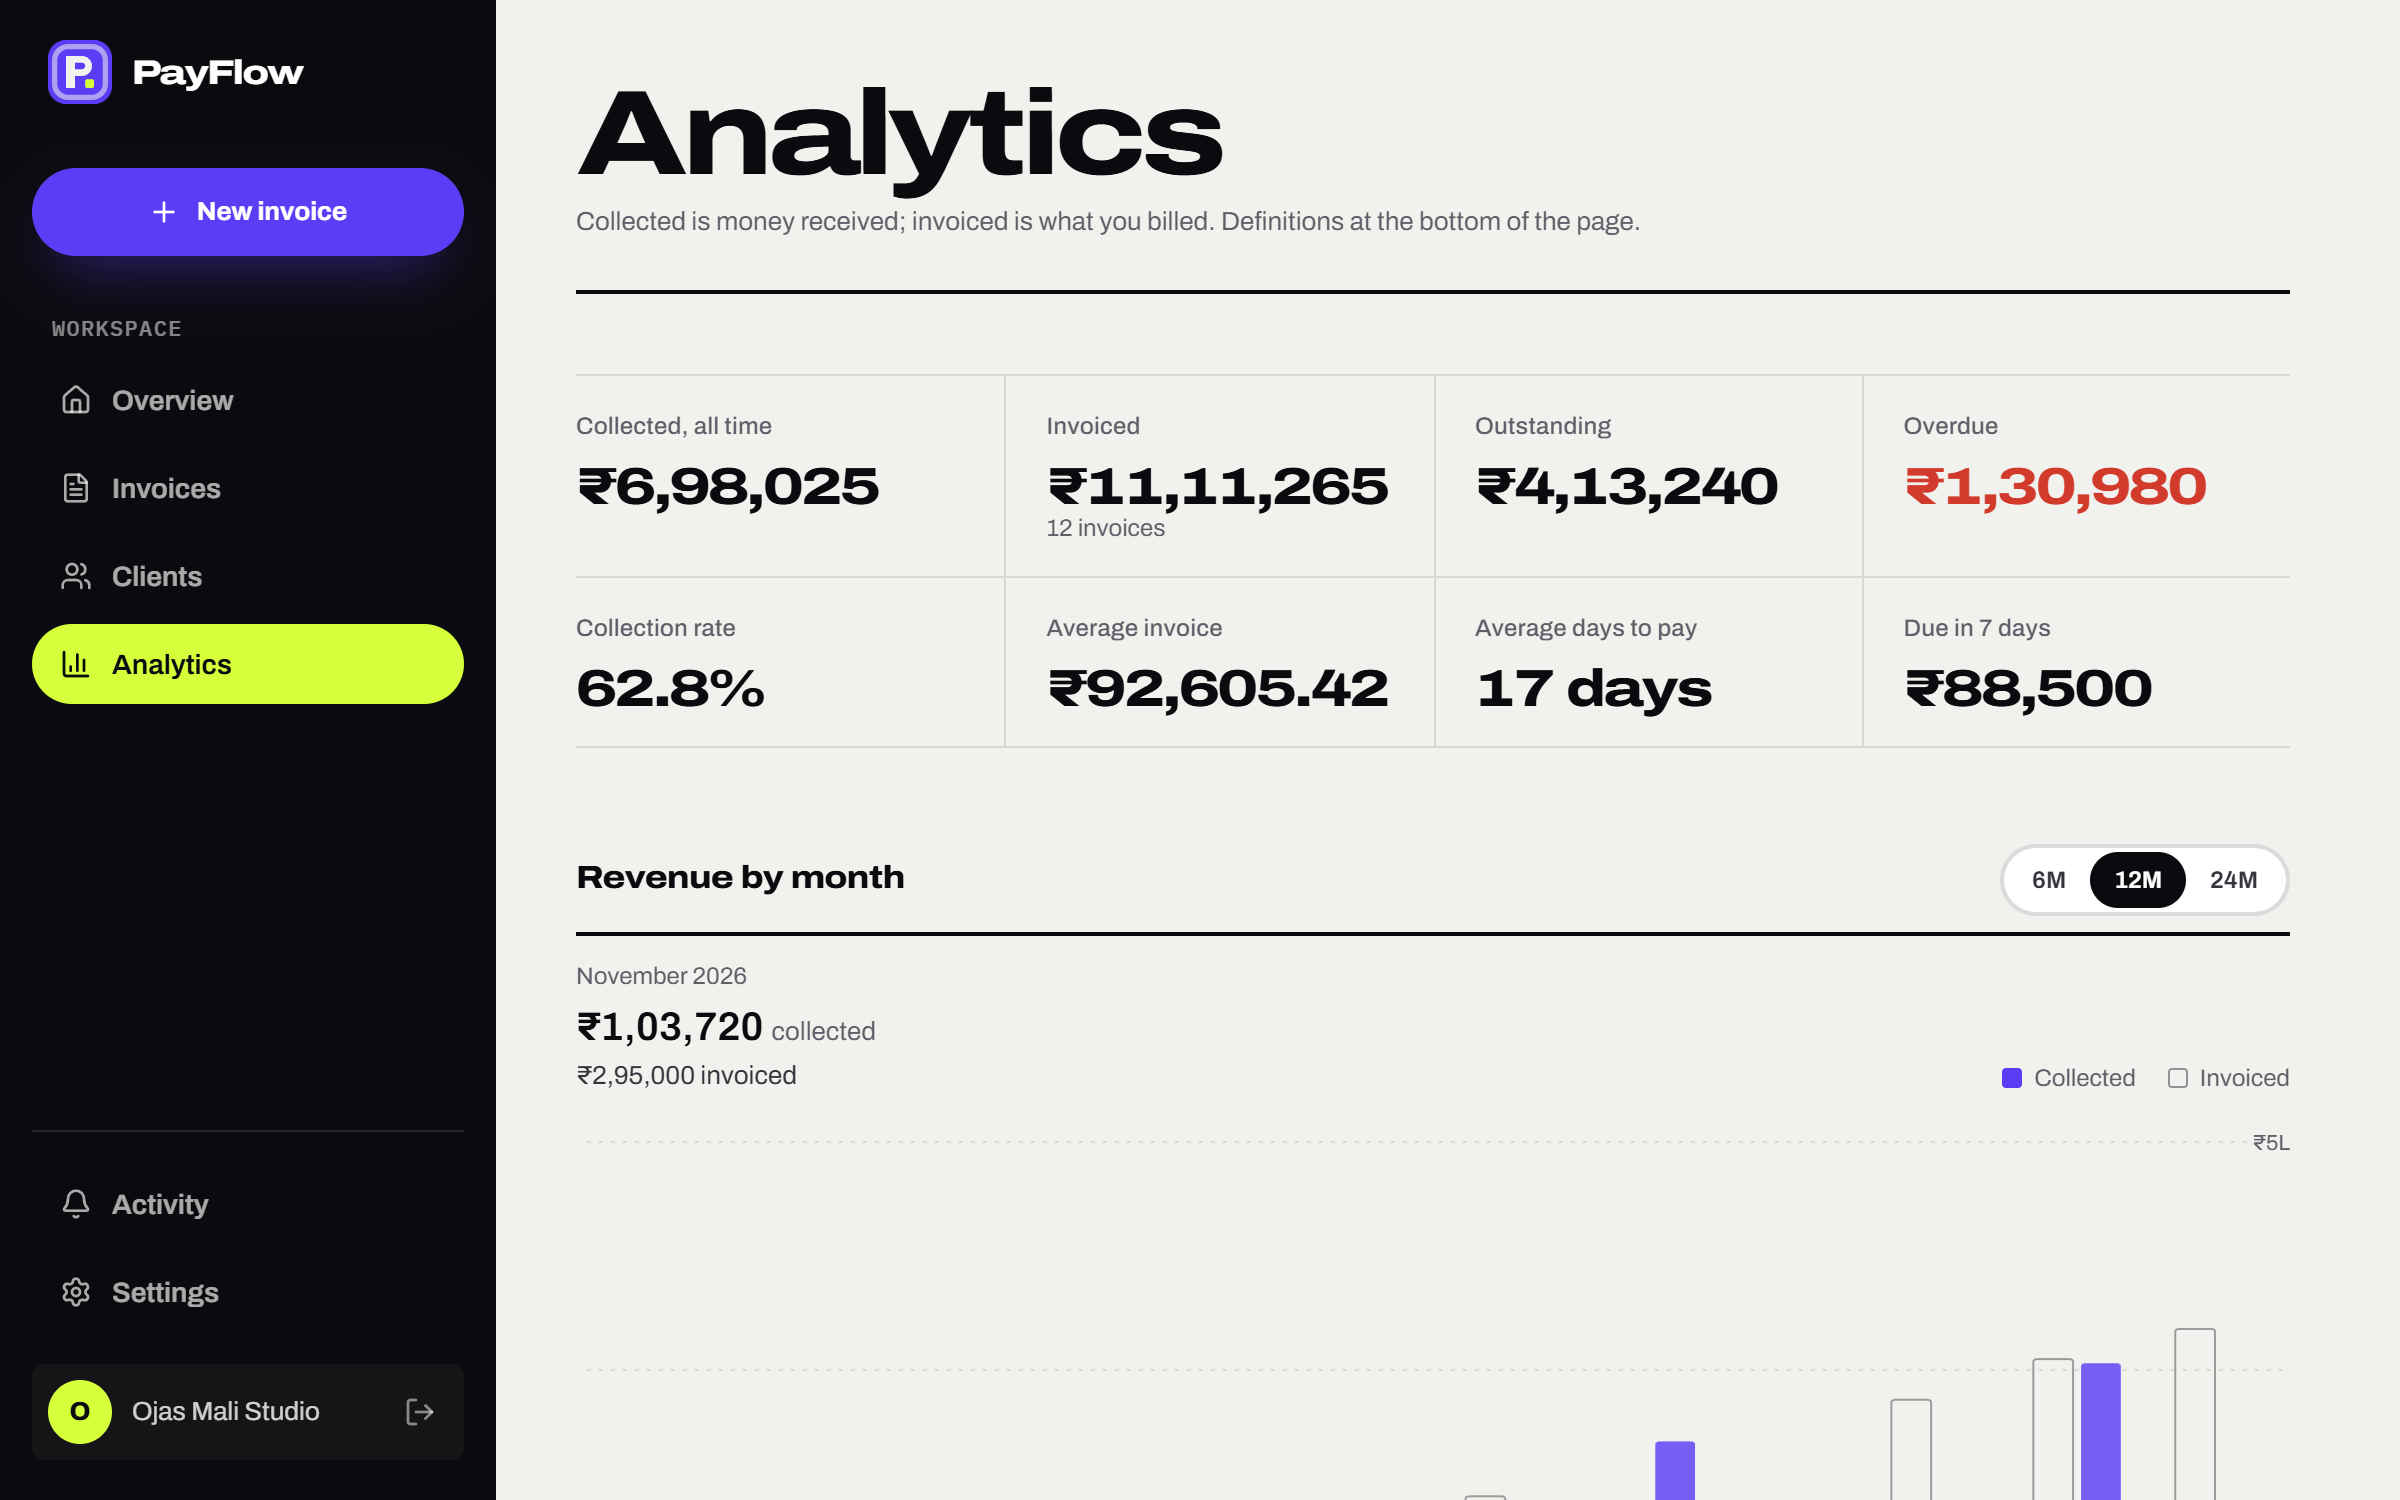 P.
PayFlow
New invoice
WORKSPACE
Overview
Invoices
Clients
Analytics
Activity
Settings
O
Ojas Mali Studio
Analytics
Collected is money received; invoiced is what you billed. Definitions at the bottom of the page.
Collected, all time
₹6,98,025
Invoiced
₹11,11,265
12 invoices
Outstanding
₹4,13,240
Overdue
₹1,30,980
Collection rate
62.8%
Average invoice
₹92,605.42
Average days to pay
17 days
Due in 7 days
₹88,500
Revenue by month
6M 12M 24M
November 2026
₹1,03,720 collected
₹2,95,000 invoiced
Collected Invoiced
₹5L